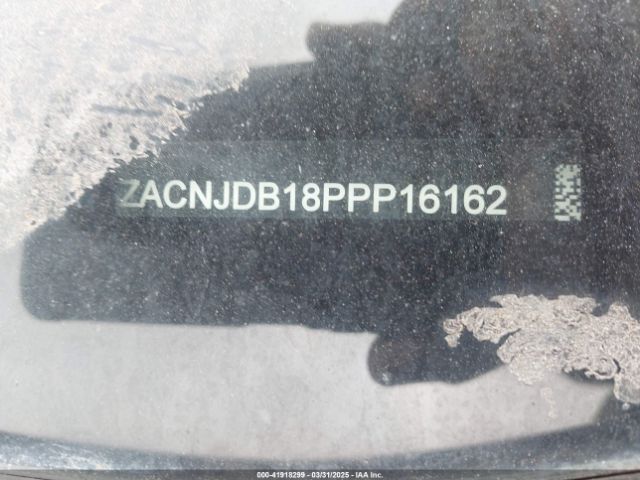 ZACNJDB18PPP16162
000-41918299 - 03/31/2025 - ©IAA Inc.